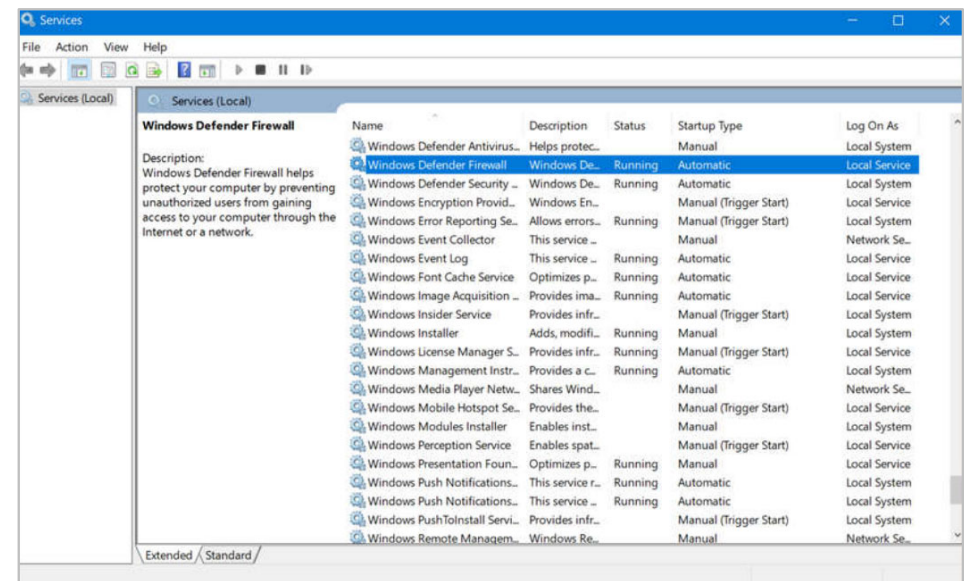 Services
File Action View Help
Services (Local)
Services (Local)
Windows Defender Firewall
Description:
Windows Defender Firewall helps
protect your computer by preventing
unauthorized users from gaining
access to your computer through the
Internet or a network.
Name Description Status Startup Type Log On As
Windows Defender Antivirus... Helps protec... Manual Local System
Windows Defender Firewall Windows De... Running Automatic Local Service
Windows Defender Security ... Windows De... Running Automatic Local System
Windows Encryption Provid... Windows En... Manual (Trigger Start) Local Service
Windows Error Reporting Se... Allows errors... Running Manual (Trigger Start) Local System
Windows Event Collector This service ... Manual Network Se...
Windows Event Log This service ... Running Automatic Local Service
Windows Font Cache Service Optimizes p... Running Automatic Local Service
Windows Image Acquisition ... Provides ima... Running Automatic Local Service
Windows Insider Service Provides infr... Manual (Trigger Start) Local System
Windows Installer Adds, modifi... Running Manual Local System
Windows License Manager S... Provides infr... Running Manual (Trigger Start) Local Service
Windows Management Instr... Provides a c... Running Automatic Local System
Windows Media Player Netw... Shares Wind... Manual Network Se...
Windows Mobile Hotspot Se... Provides the... Manual (Trigger Start) Local Service
Windows Modules Installer Enables inst... Manual Local System
Windows Perception Service Enables spat... Manual (Trigger Start) Local Service
Windows Presentation Foun... Optimizes p... Running Manual Local Service
Windows Push Notifications... This service r... Running Automatic Local System
Windows Push Notifications... This service ... Running Automatic Local System
Windows PushToInstall Servi... Provides infr... Manual (Trigger Start) Local System
Windows Remote Managem... Windows Re... Manual Network Se...
Extended Standard